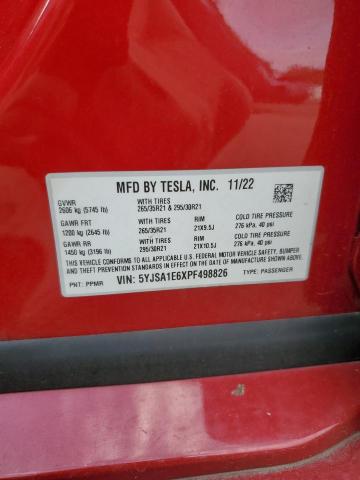 MFD BY TESLA, INC. 11/22
GVWR WITH TIRES
2606 kg (5745 lb) 265/35R21 & 295/30R21
GAWR FRT WITH TIRES RIM COLD TIRE PRESSURE
1200 kg (2645 lb) 265/35R21 21X9.5J 276 kPa, 40 psi
GAWR RR WITH TIRES RIM COLD TIRE PRESSURE
1450 kg (3196 lb) 295/30R21 21X10.5J 276 kPa, 40 psi
THIS VEHICLE CONFORMS TO ALL APPLICABLE U.S. FEDERAL MOTOR VEHICLE SAFETY, BUMPER
AND THEFT PREVENTION STANDARDS IN EFFECT ON THE DATE OF MANUFACTURE SHOWN ABOVE.
PNT: PPMR VIN: 5YJSA1E6XPF498826 TYPE: PASSENGER